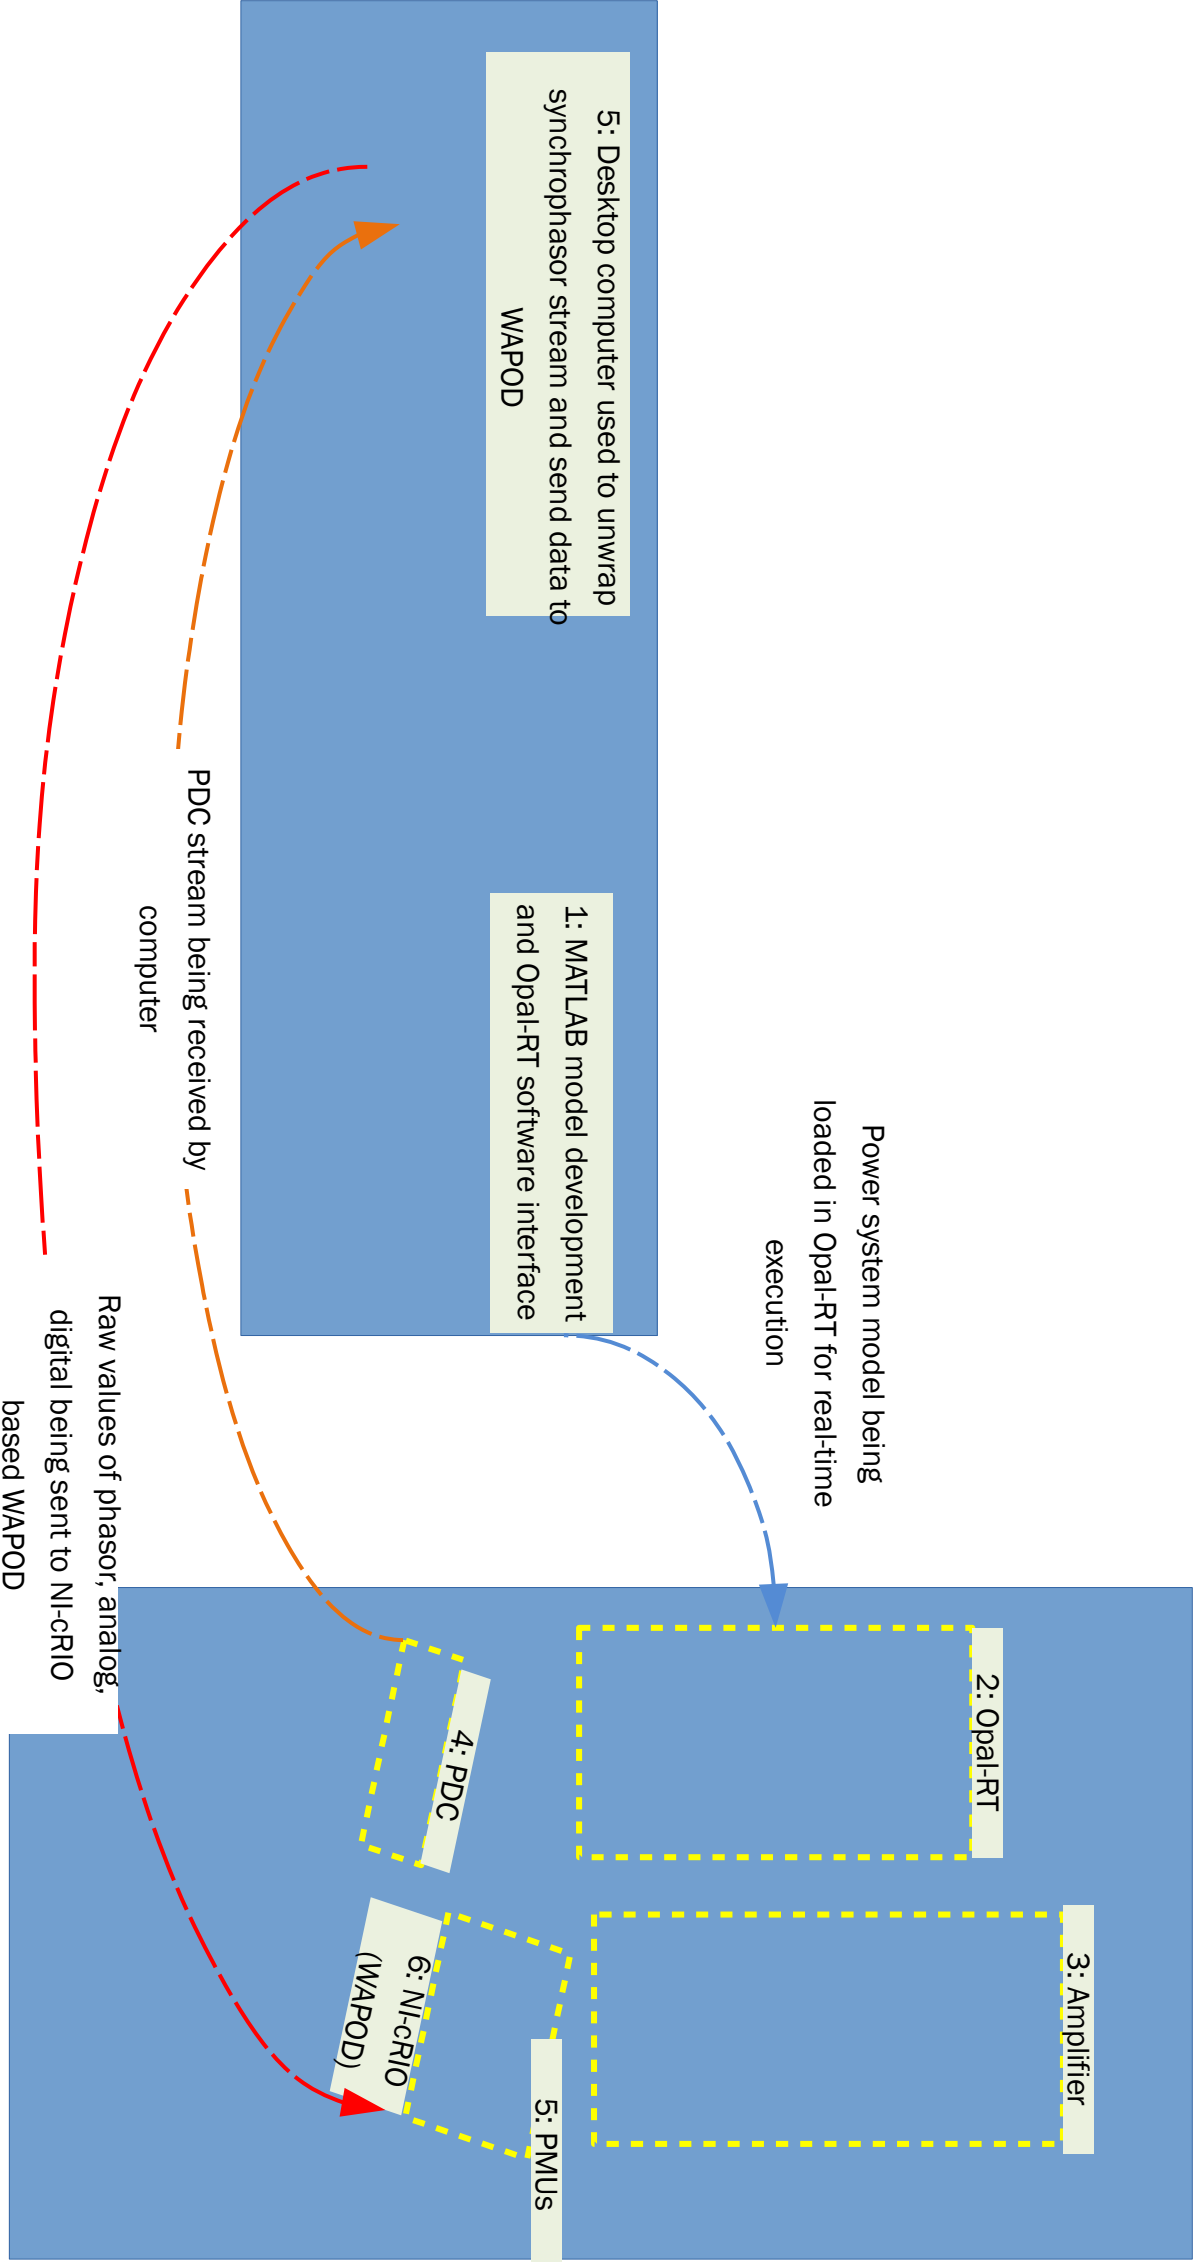 5: Desktop computer used to unwrap
synchrophasor stream and send data to
WAPOD
1: MATLAB model development
and Opal-RT software interface
Power system model being
loaded in Opal-RT for real-time
execution
PDC stream being received by
computer
Raw values of phasor, analog,
digital being sent to NI-cRIO
based WAPOD
2: Opal-RT
3: Amplifier
4: PDC
5: PMUs
6: NI-cRIO
(WAPOD)